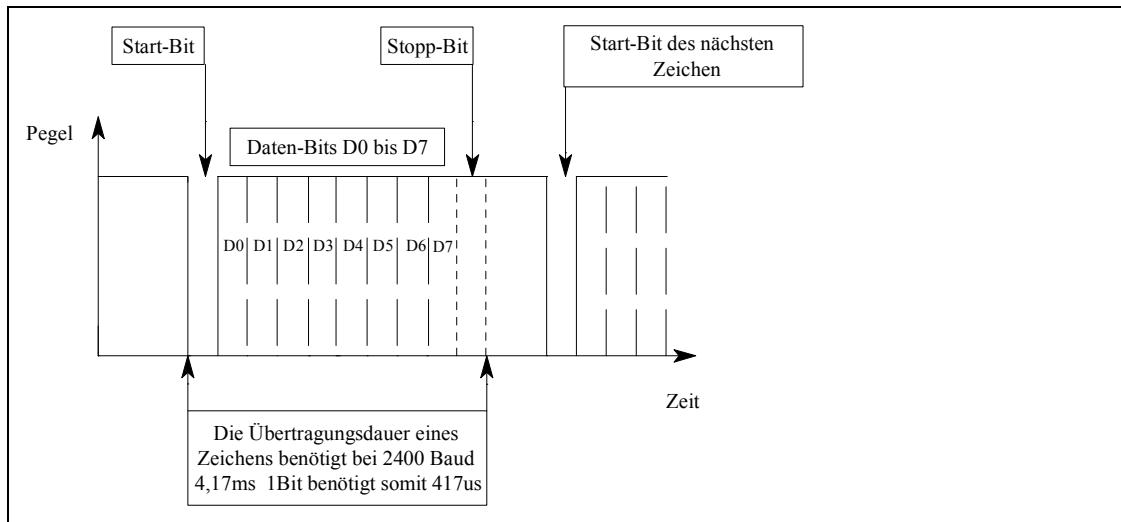 Start-Bit
Stopp-Bit
Start-Bit des nächsten
Zeichen
Pegel
Daten-Bits D0 bis D7
D0 D1 D2 D3 D4 D5 D6 D7
Zeit
Die Übertragungsdauer eines
Zeichens benötigt bei 2400 Baud
4,17ms 1Bit benötigt somit 417us